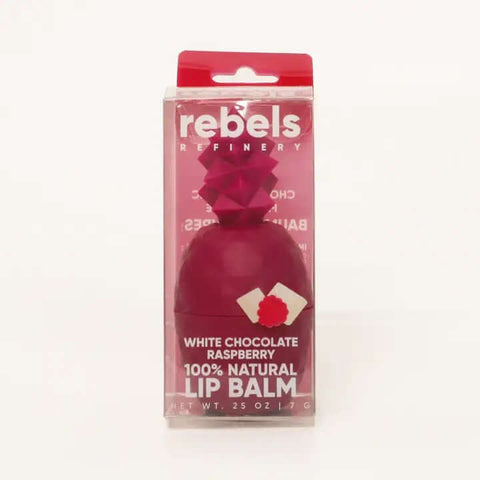 rebels
REFINERY
WHITE CHOCOLATE
RASPBERRY
100% NATURAL
LIP BALM
NET WT. 25 OZ | 7 G